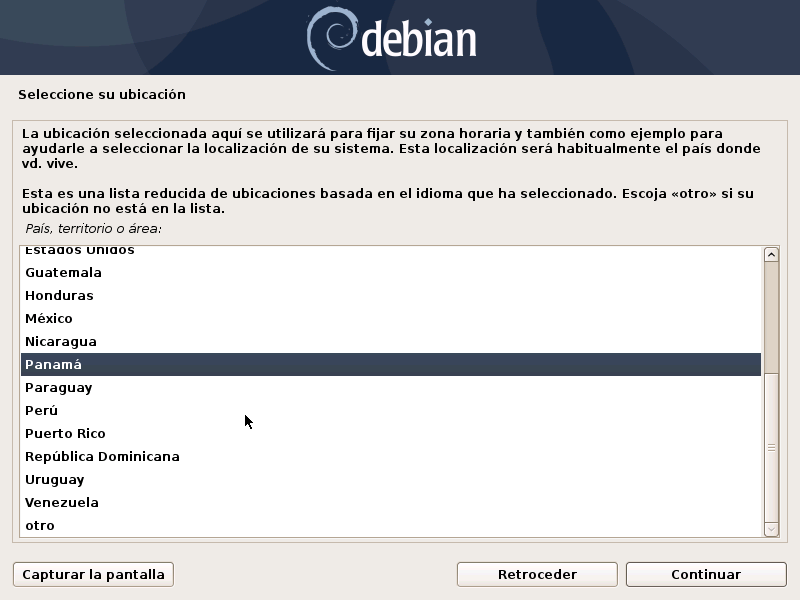 debian
Seleccione su ubicación
La ubicación seleccionada aquí se utilizará para fijar su zona horaria y también como ejemplo para
ayudarle a seleccionar la localización de su sistema. Esta localización será habitualmente el país donde
vd. vive.
Esta es una lista reducida de ubicaciones basada en el idioma que ha seleccionado. Escoja «otro» si su
ubicación no está en la lista.
País, territorio o área:
Estados Unidos
Guatemala
Honduras
México
Nicaragua
Panamá
Paraguay
Perú
Puerto Rico
República Dominicana
Uruguay
Venezuela
otro
Capturar la pantalla
Retroceder
Continuar